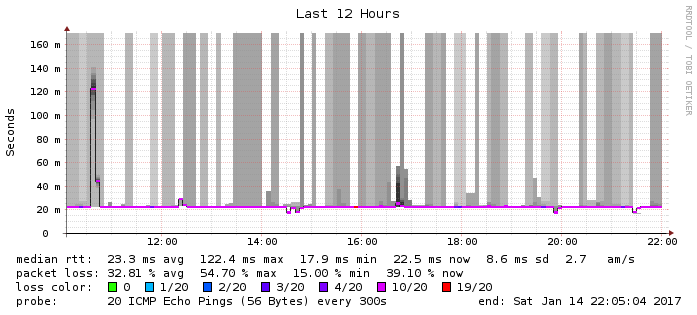 Last 12 Hours
RRDTOOL / TOBI OETIKER
Seconds
160 m
140 m
120 m
100 m
80 m
60 m
40 m
20 m
0
12:00 14:00 16:00 18:00 20:00 22:00
median rtt: 23.3 ms avg 122.4 ms max 17.9 ms min 22.5 ms now 8.6 ms sd 2.7 am/s
packet loss: 32.81 % avg 54.70 % max 15.00 % min 39.10 % now
loss color: 0 1/20 2/20 3/20 4/20 10/20 19/20
probe: 20 ICMP Echo Pings (56 Bytes) every 300s end: Sat Jan 14 22:05:04 2017